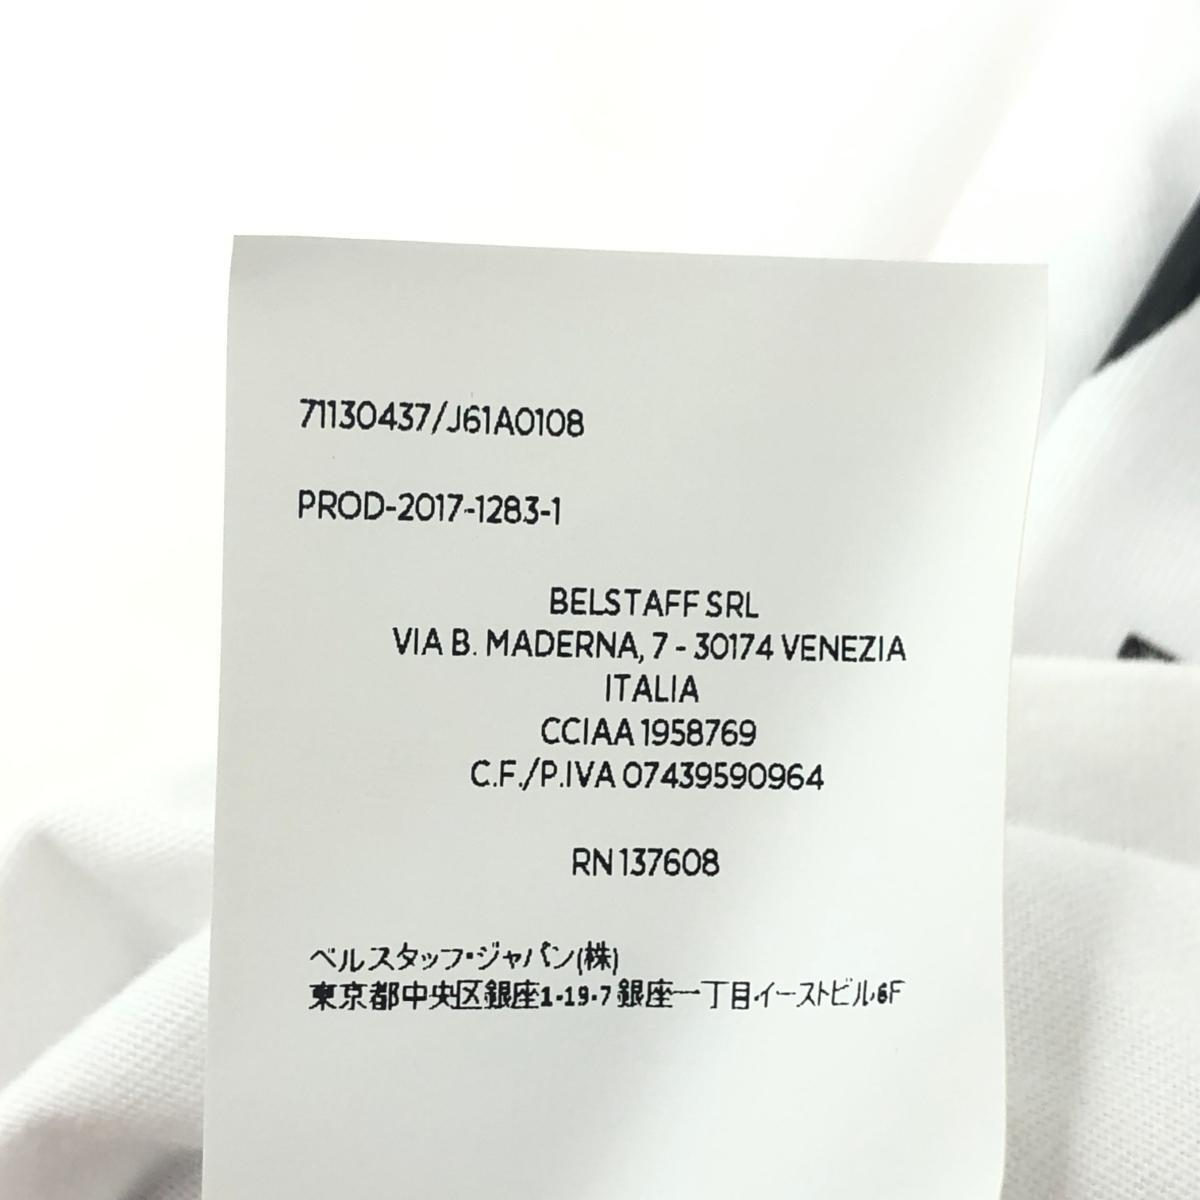 71130437/J61A0108
PROD-2017-1283-1
BELSTAFF SRL
VIA B. MADERNA, 7 - 30174 VENEZIA
ITALIA
CCIAA 1958769
C.F./P.IVA 07439590964
RN 137608
ベルスタッフ・ジャパン(株)
東京都中央区銀座1-19-7 銀座一丁目イーストビル6F